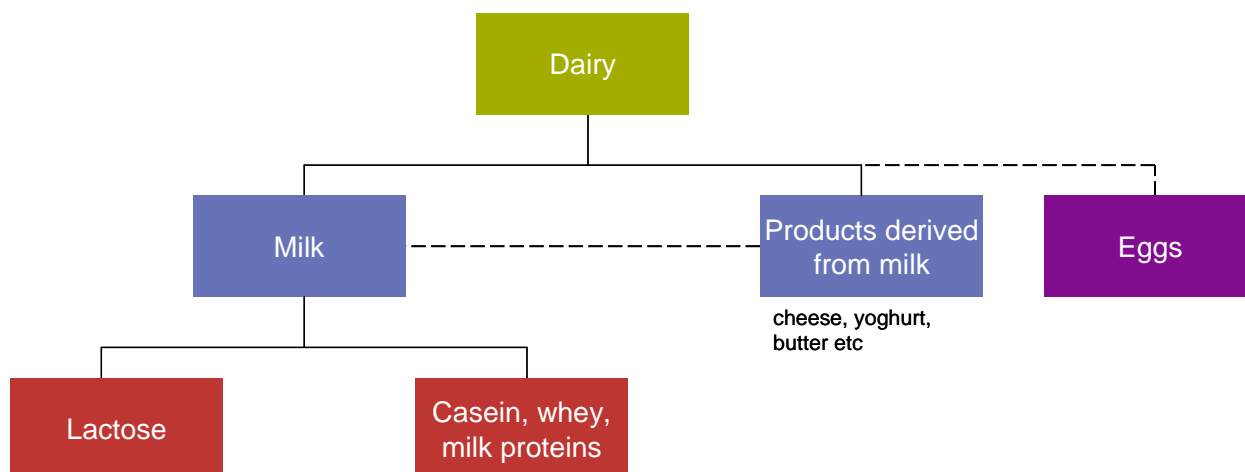 Dairy
Milk
Products derived
from milk
Eggs
cheese, yoghurt,
butter etc
Lactose
Casein, whey,
milk proteins